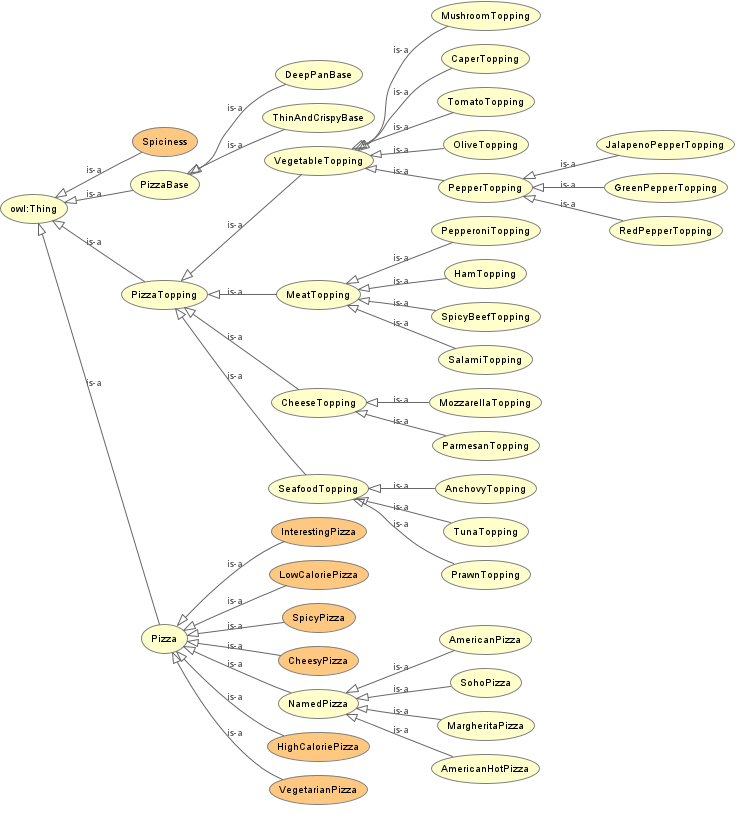 MushroomTopping
is-a
CaperTopping
DeepPanBase
is-a
TomatoTopping
is-a
ThinAndCrispyBase
is-a
Spiciness
is-a
OliveTopping
JalapenoPepperTopping
is-a
VegetableTopping
is-a
is-a
is-a
PizzaBase
is-a
PepperTopping
is-a
GreenPepperTopping
is-a
owl:Thing
is-a
is-a
PepperoniTopping
RedPepperTopping
is-a
is-a
HamTopping
is-a
PizzaTopping
is-a
MeatTopping
is-a
SpicyBeefTopping
is-a
is-a
SalamiTopping
is-a
is-a
CheeseTopping
is-a
MozzarellaTopping
is-a
ParmesanTopping
SeafoodTopping
is-a
AnchovyTopping
is-a
InterestingPizza
is-a
TunaTopping
is-a
LowCaloriePizza
PrawnTopping
is-a
SpicyPizza
is-a
Pizza
is-a
CheesyPizza
AmericanPizza
is-a
is-a
SohoPizza
is-a
NamedPizza
is-a
is-a
MargheritaPizza
is-a
is-a
HighCaloriePizza
AmericanHotPizza
VegetarianPizza